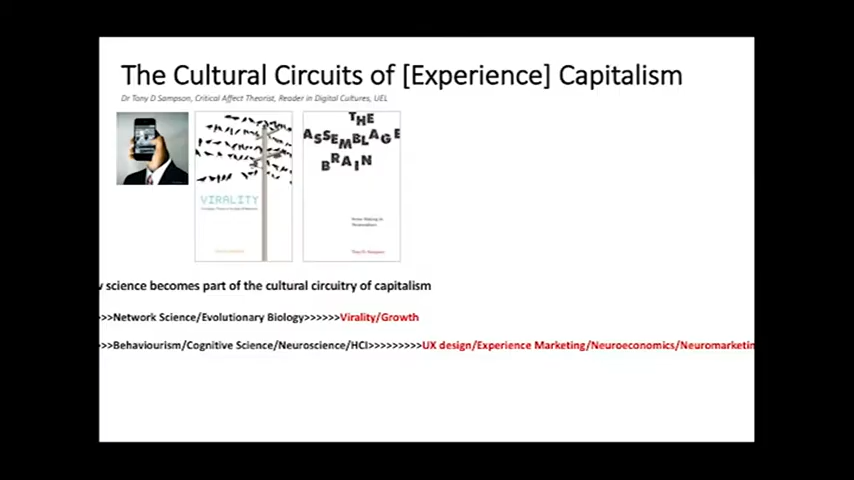 The Cultural Circuits of [Experience] Capitalism
Dr Tony D Sampson, Critical Affect Theorist, Reader in Digital Cultures, UEL
THE
ASSEMBLAGE
BRAIN
VIRALITY
science becomes part of the cultural circuitry of capitalism
>>Network Science/Evolutionary Biology>>>>>>Virality/Growth
>>Behaviourism/Cognitive Science/Neuroscience/HCI>>>>>>>>>UX design/Experience Marketing/Neuroeconomics/Neuromarketin